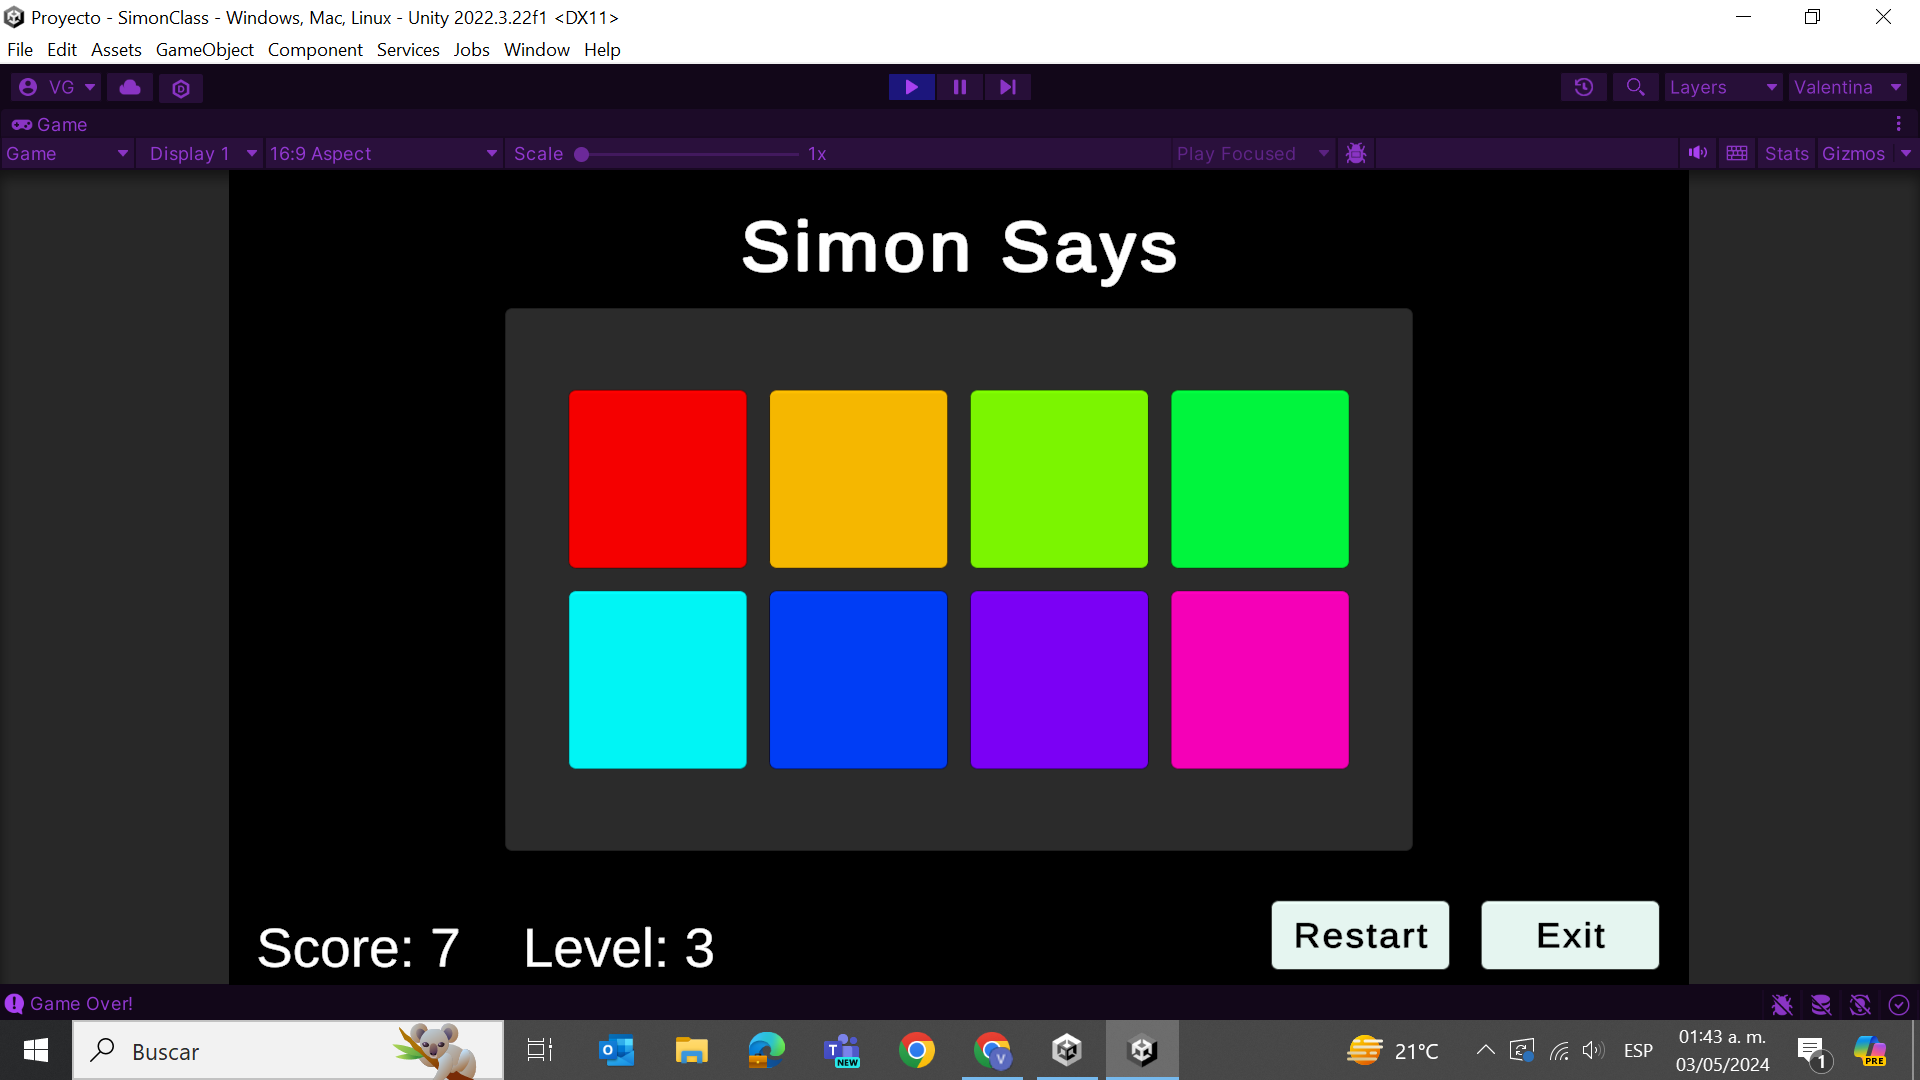 Proyecto - SimonClass - Windows, Mac, Linux - Unity 2022.3.22f1 <DX11>
File Edit Assets GameObject Component Services Jobs Window Help
VG Layers Valentina
Game
Game Display 1 16:9 Aspect Scale 1x Play Focused Stats Gizmos
Simon Says
Score: 7 Level: 3 Restart Exit
Game Over!
Buscar NEW 21°C ESP 01:43 a. m.
03/05/2024 1 PRE